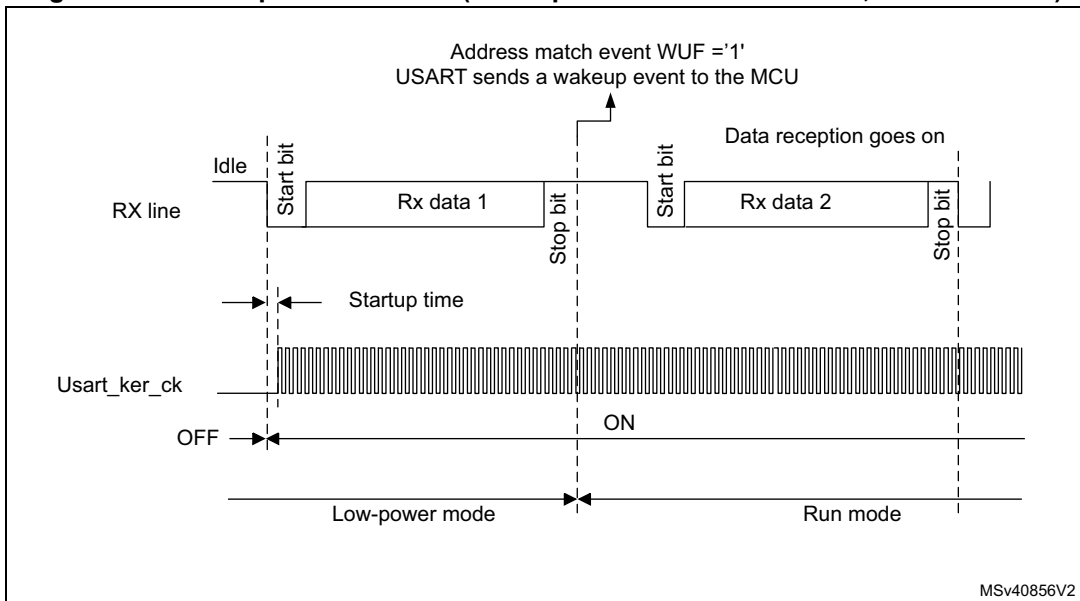 Address match event WUF ='1'
USART sends a wakeup event to the MCU
Data reception goes on
Idle
Start bit
Start bit
RX line
Rx data 1
Rx data 2
Stop bit
Stop bit
Startup time
Usart_ker_ck
OFF
ON
Low-power mode
Run mode
MSv40856V2